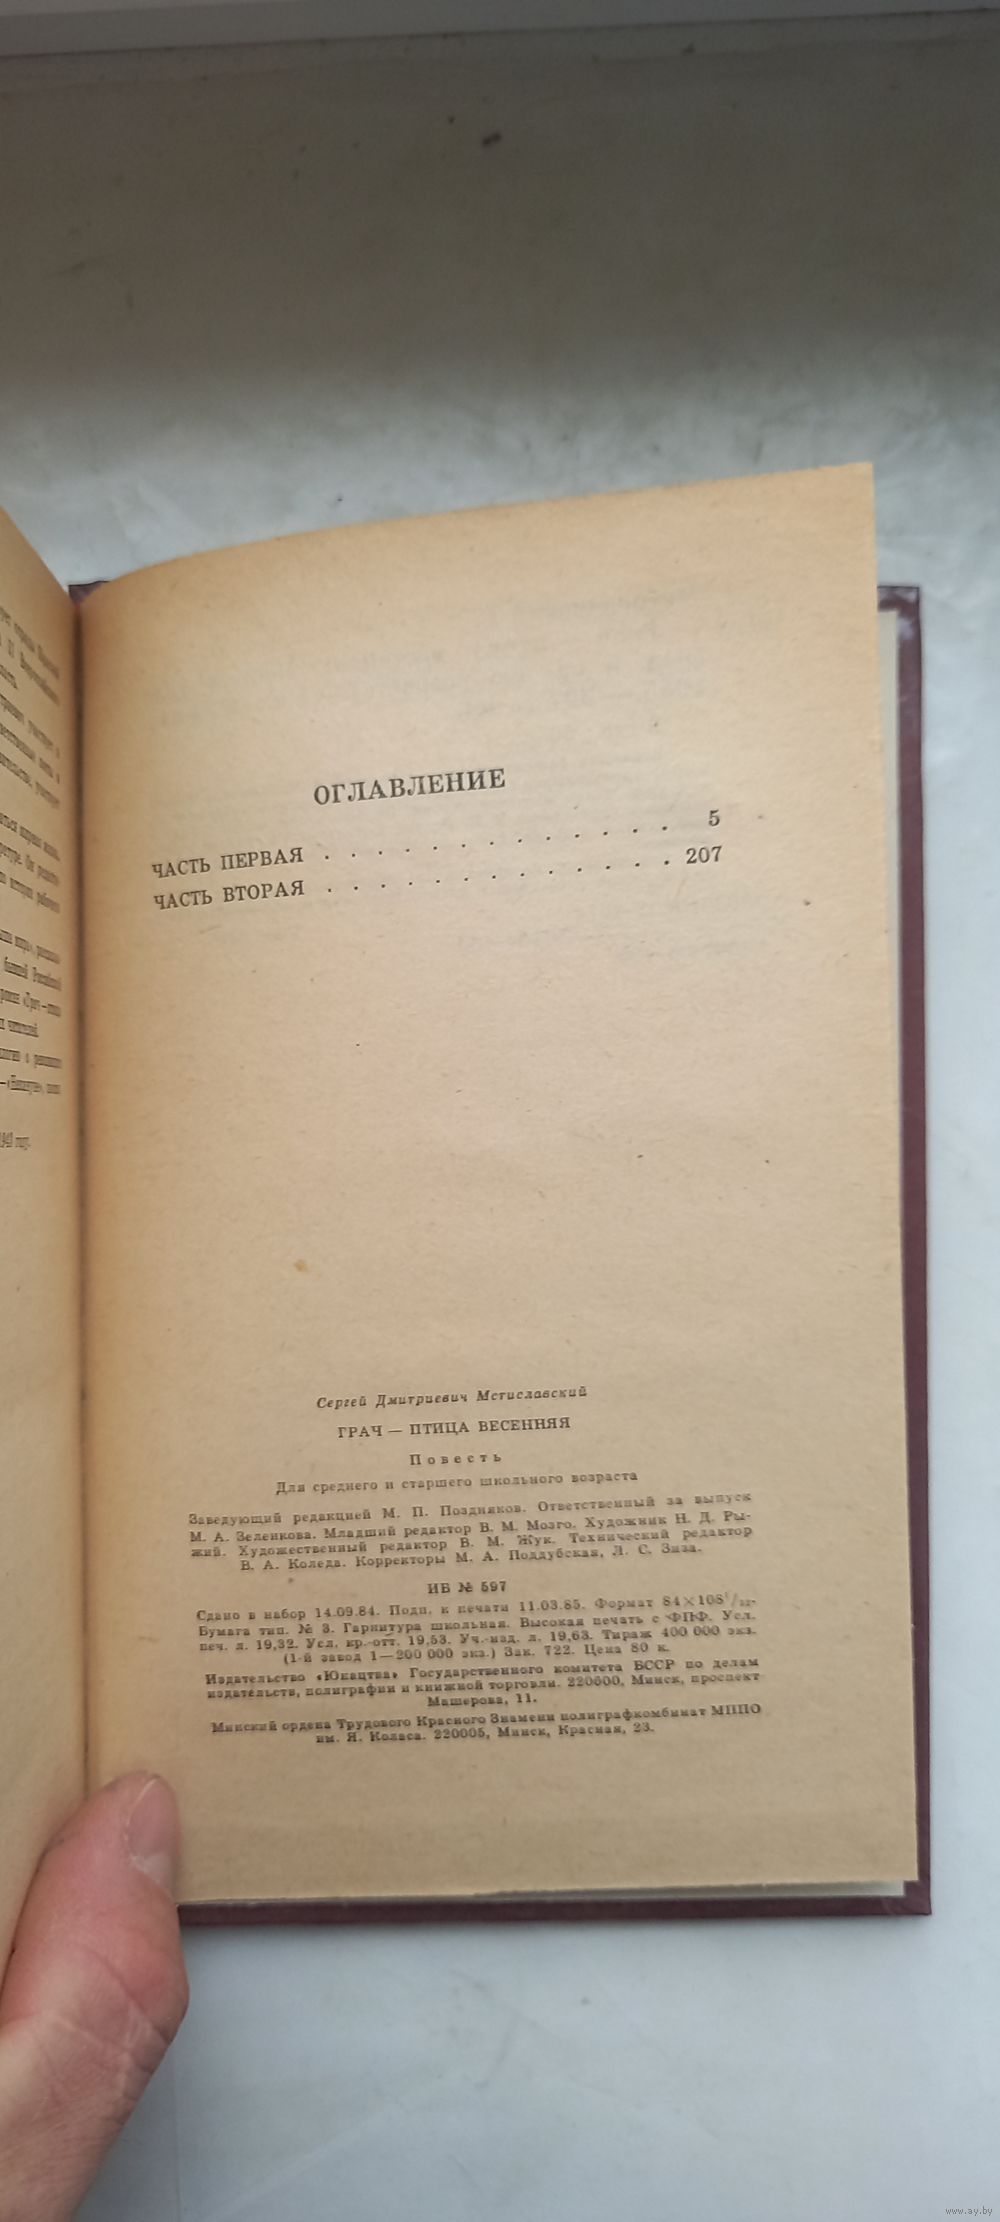 ОГЛАВЛЕНИЕ
ЧАСТЬ ПЕРВАЯ . . . . . . . . . . . . . 5
ЧАСТЬ ВТОРАЯ . . . . . . . . . . . . . 207
Сергей Дмитриевич Мстиславский
ГРАЧ — ПТИЦА ВЕСЕННЯЯ
Повесть
Для среднего и старшего школьного возраста
Заведующий редакцией М. П. Поздняков. Ответственный за выпуск
М. А. Зеленкова. Младший редактор В. М. Мозго. Художник Н. Д. Ры-
жий. Художественный редактор В. М. Жук. Технический редактор
В. А. Коледа. Корректоры М. А. Поддубская, Л. С. Зиза.
ИБ № 597
Сдано в набор 14.09.84. Подп. к печати 11.03.85. Формат 84×108¹/₃₂.
Бумага тип. № 3. Гарнитура школьная. Высокая печать с ФПФ. Усл.
печ. л. 19,32. Усл. кр.-отт. 19,53. Уч.-изд. л. 19,63. Тираж 400 000 экз.
(1-й завод 1—200 000 экз.) Зак. 722. Цена 80 к.
Издательство «Юнацтва» Государственного комитета БССР по делам
издательств, полиграфии и книжной торговли. 220600, Минск, проспект
Машерова, 11.
Минский ордена Трудового Красного Знамени полиграфкомбинат МППО
им. Я. Коласа. 220005, Минск, Красная, 23.
www.ay.by